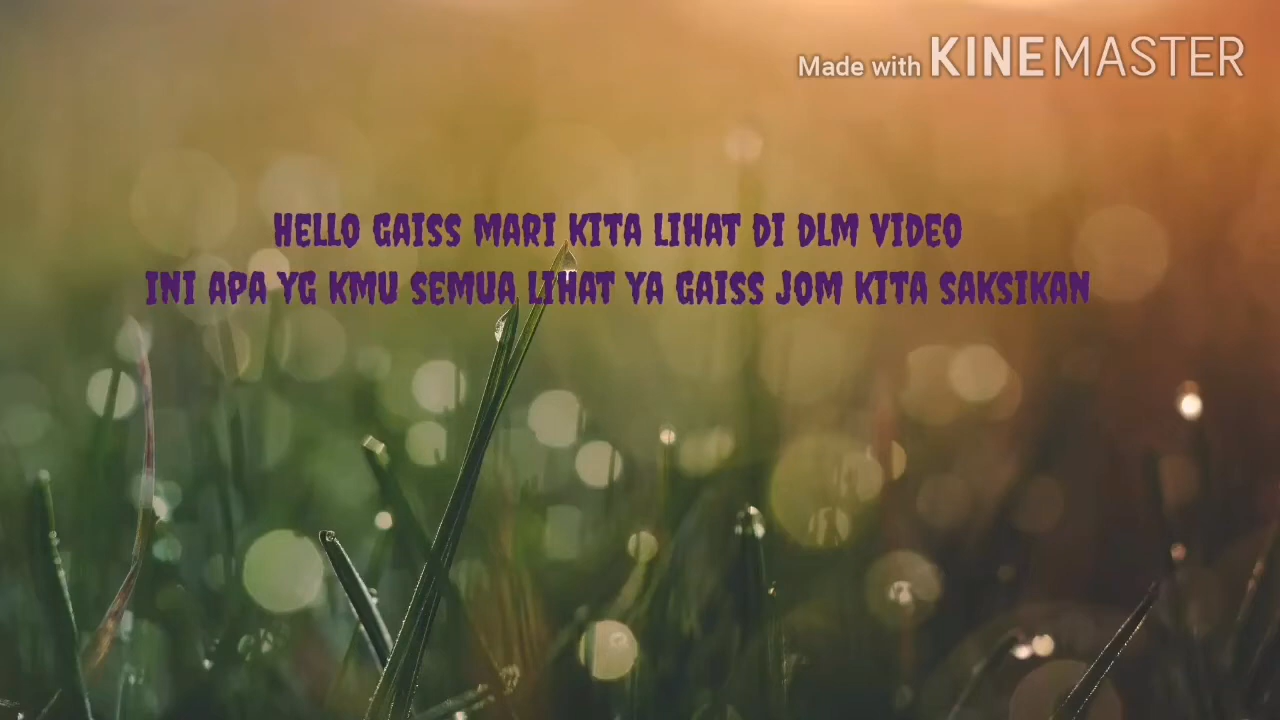 Made with KINEMASTER
HELLO GAISS MARI KITA LIHAT DI DLM VIDEO
INI APA YG KMU SEMUA LIHAT YA GAISS JOM KITA SAKSIKAN